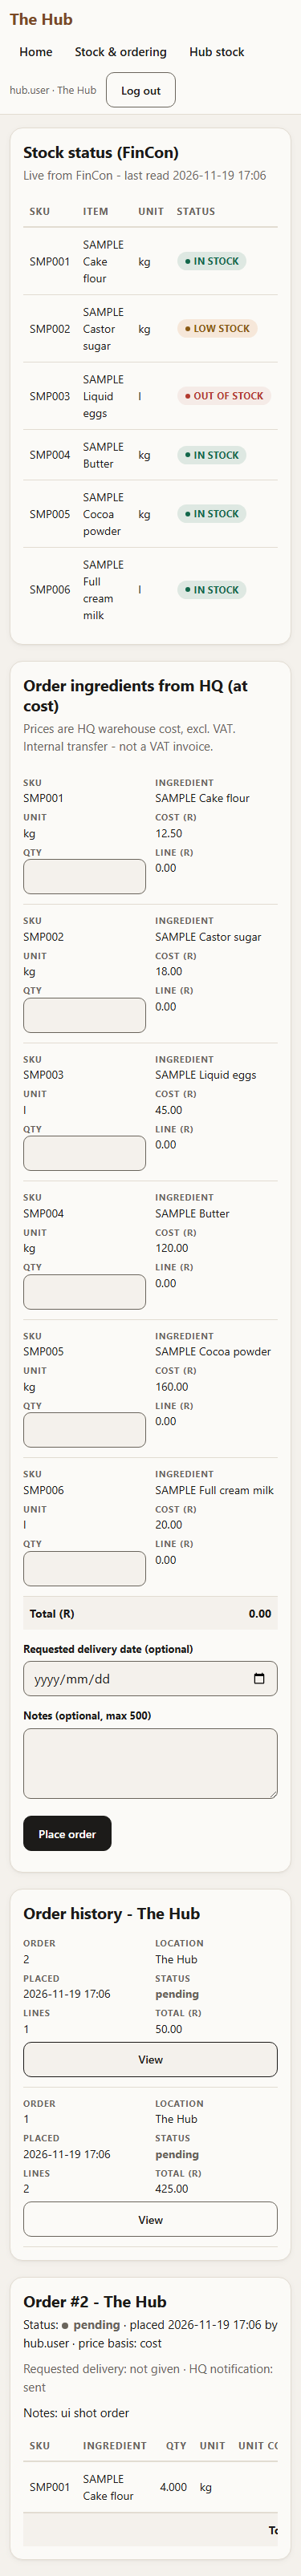 The Hub
Home Stock & ordering Hub stock
hub.user · The Hub Log out
Stock status (FinCon)
Live from FinCon - last read 2026-11-19 17:06
SKU ITEM UNIT STATUS
SMP001 SAMPLE Cake flour kg IN STOCK
SMP002 SAMPLE Castor sugar kg LOW STOCK
SMP003 SAMPLE Liquid eggs l OUT OF STOCK
SMP004 SAMPLE Butter kg IN STOCK
SMP005 SAMPLE Cocoa powder kg IN STOCK
SMP006 SAMPLE Full cream milk l IN STOCK
Order ingredients from HQ (at
cost)
Prices are HQ warehouse cost, excl. VAT.
Internal transfer - not a VAT invoice.
SKU INGREDIENT
SMP001 SAMPLE Cake flour
UNIT COST (R)
kg 12.50
QTY LINE (R)
0.00
SKU INGREDIENT
SMP002 SAMPLE Castor sugar
UNIT COST (R)
kg 18.00
QTY LINE (R)
0.00
SKU INGREDIENT
SMP003 SAMPLE Liquid eggs
UNIT COST (R)
l 45.00
QTY LINE (R)
0.00
SKU INGREDIENT
SMP004 SAMPLE Butter
UNIT COST (R)
kg 120.00
QTY LINE (R)
0.00
SKU INGREDIENT
SMP005 SAMPLE Cocoa powder
UNIT COST (R)
kg 160.00
QTY LINE (R)
0.00
SKU INGREDIENT
SMP006 SAMPLE Full cream milk
UNIT COST (R)
l 20.00
QTY LINE (R)
0.00
Total (R) 0.00
Requested delivery date (optional)
yyyy/mm/dd
Notes (optional, max 500)
Place order
Order history - The Hub
ORDER LOCATION
2 The Hub
PLACED STATUS
2026-11-19 17:06 pending
LINES TOTAL (R)
1 50.00
View
ORDER LOCATION
1 The Hub
PLACED STATUS
2026-11-19 17:06 pending
LINES TOTAL (R)
2 425.00
View
Order #2 - The Hub
Status: pending · placed 2026-11-19 17:06 by
hub.user · price basis: cost
Requested delivery: not given · HQ notification:
sent
Notes: ui shot order
SKU INGREDIENT QTY UNIT UNIT
SMP001 SAMPLE Cake flour 4.000 kg